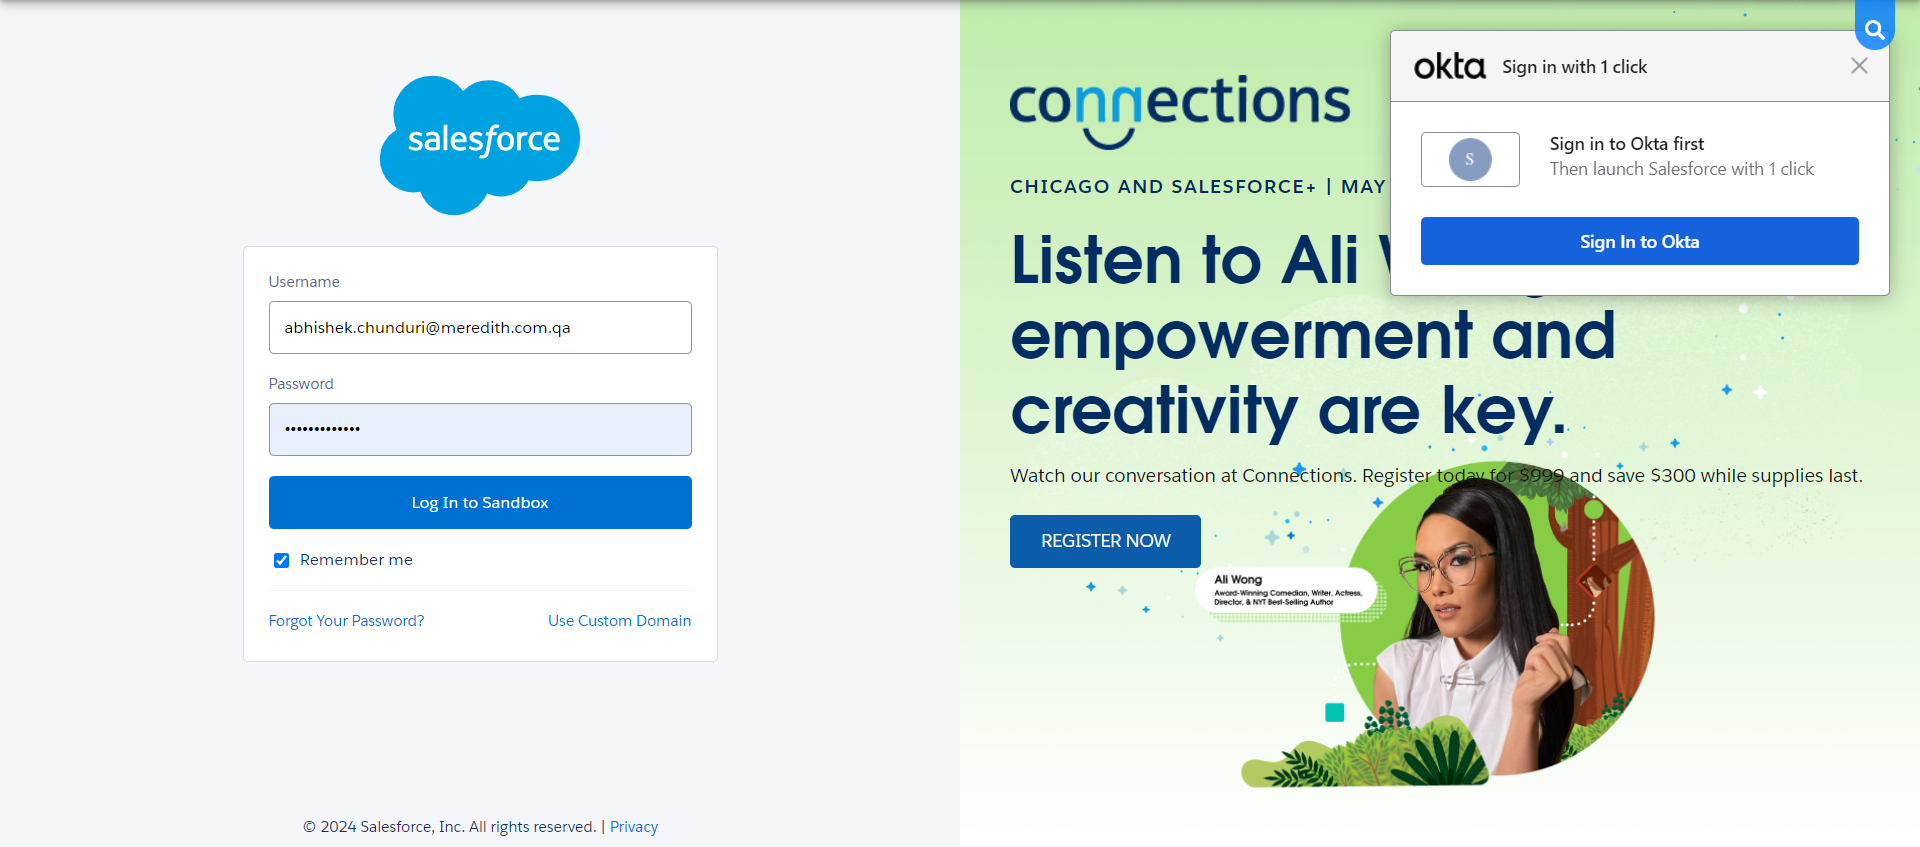 salesforce
Username
abhishek.chunduri@meredith.com.qa
Password
•••••••••••••
Log In to Sandbox
Remember me
Forgot Your Password?
Use Custom Domain
© 2024 Salesforce, Inc. All rights reserved. | Privacy
connections
CHICAGO AND SALESFORCE+ | MAY
Listen to Ali
empowerment and
creativity are key.
Watch our conversation at Connections. Register today for $999 and save $300 while supplies last.
REGISTER NOW
Ali Wong
Award-Winning Comedian, Writer, Actress,
Director, & NYT Best-Selling Author
okta Sign in with 1 click
S
Sign in to Okta first
Then launch Salesforce with 1 click
Sign In to Okta